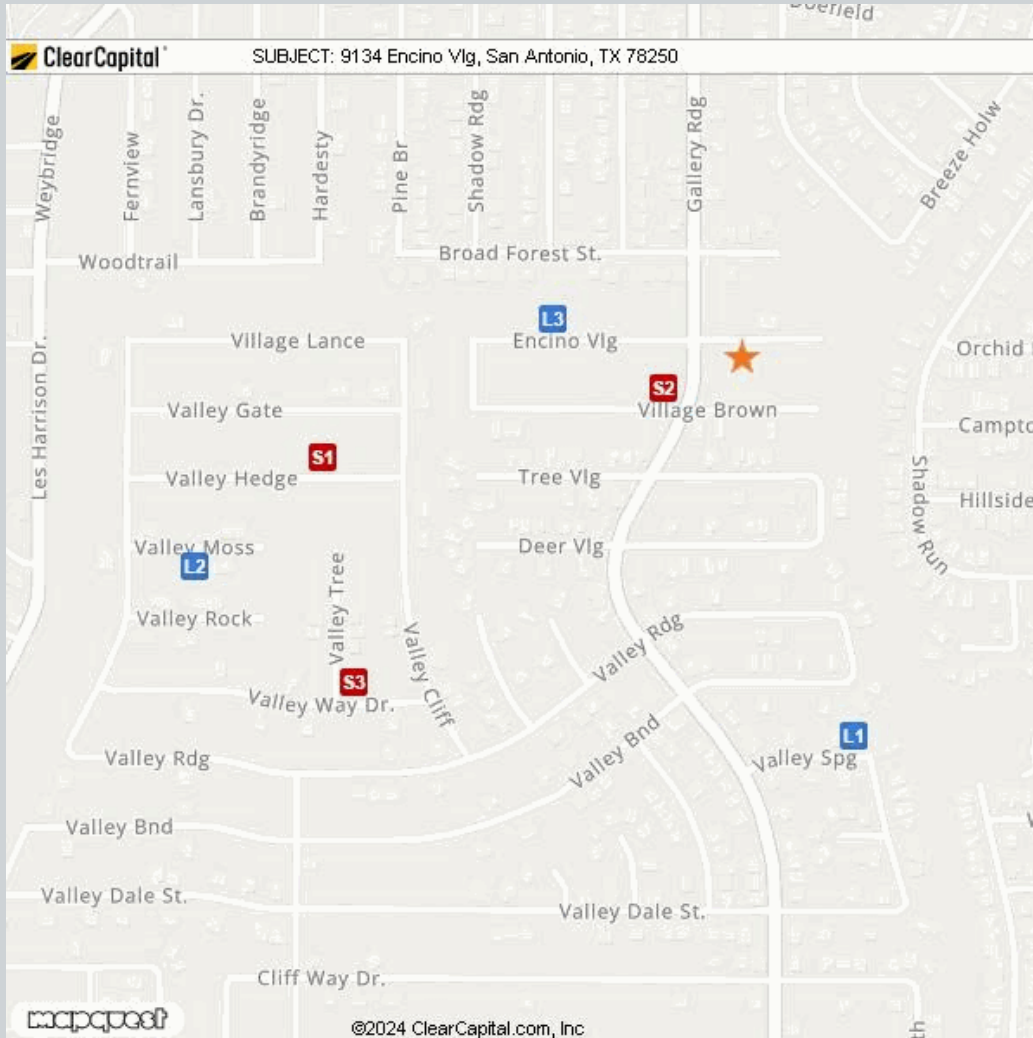 Doerfield
ClearCapital
SUBJECT: 9134 Encino Vlg, San Antonio, TX 78250
Weybridge
Fernview
Lansbury Dr.
Brandyridge
Hardesty
Pine Br
Shadow Rdg
Gallery Rdg
Breeze Holw
Woodtrail
Broad Forest St.
L3
Village Lance
Encino Vlg
Orchid
S2
Valley Gate
Village Brown
Les Harrison Dr.
S1
Valley Hedge
Tree Vlg
Shadow Run
Hillside
Valley Moss
L2
Deer Vlg
Valley Tree
Valley Rock
Valley Rdg
Valley Cliff
S3
Valley Way Dr.
L1
Valley Rdg
Valley Bnd
Valley Spg
Valley Bnd
Valley Dale St.
Valley Dale St.
Cliff Way Dr.
mapquest
©2024 ClearCapital.com, Inc